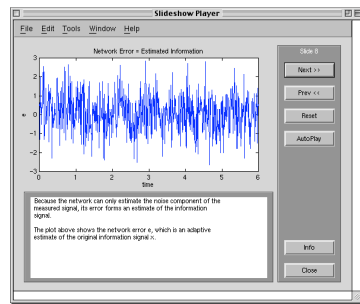 Slideshow Player
File Edit Tools Window Help
Network Error = Estimated Information
3
2
1
0
-1
-2
-3
e
0 1 2 3 4 5 6
time
Because the network can only estimate the noise component of the
measured signal, its error forms an estimate of the information
signal.
The plot above shows the network error e, which is an adaptive
estimate of the original information signal x.
Slide 8
Next >>
Prev <<
Reset
AutoPlay
Info
Close